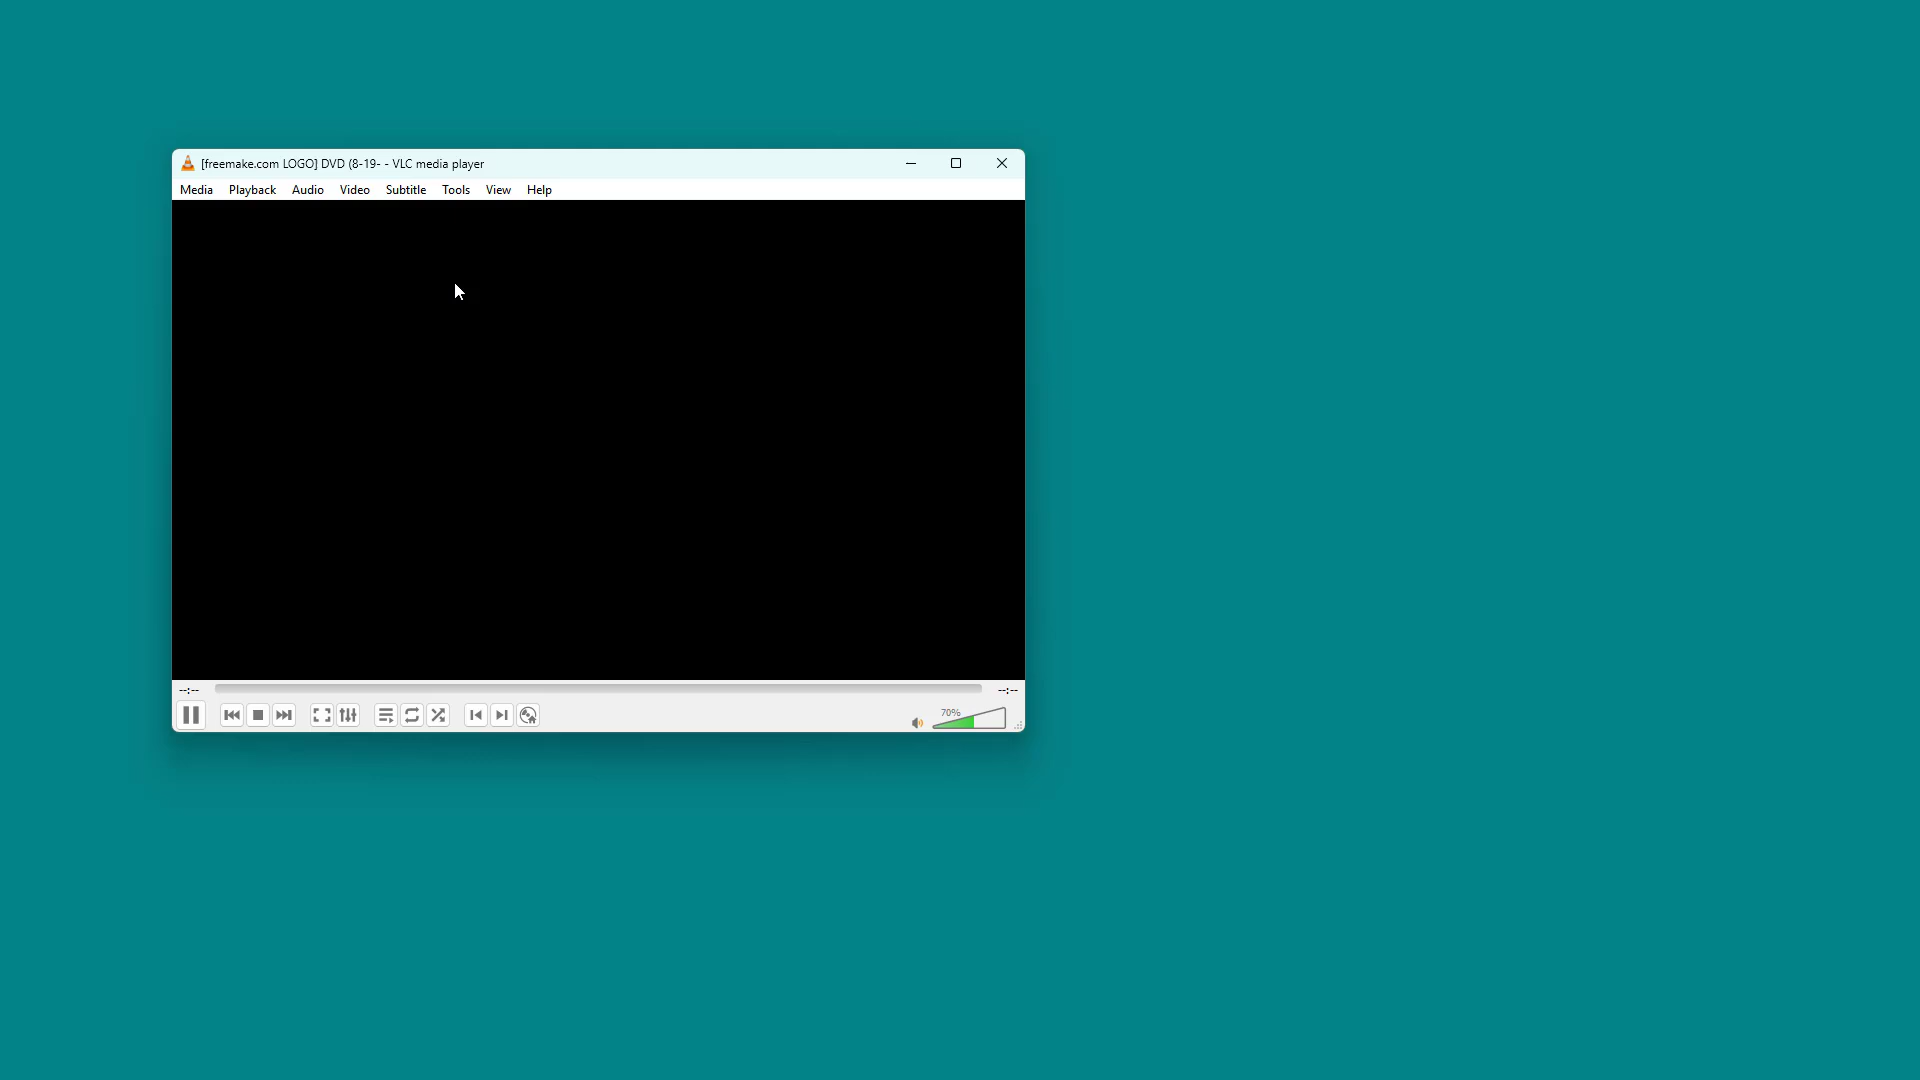 [freemake.com LOGO] DVD (8-19- - VLC media player
Media Playback Audio Video Subtitle Tools View Help
--:-- --:--
70%